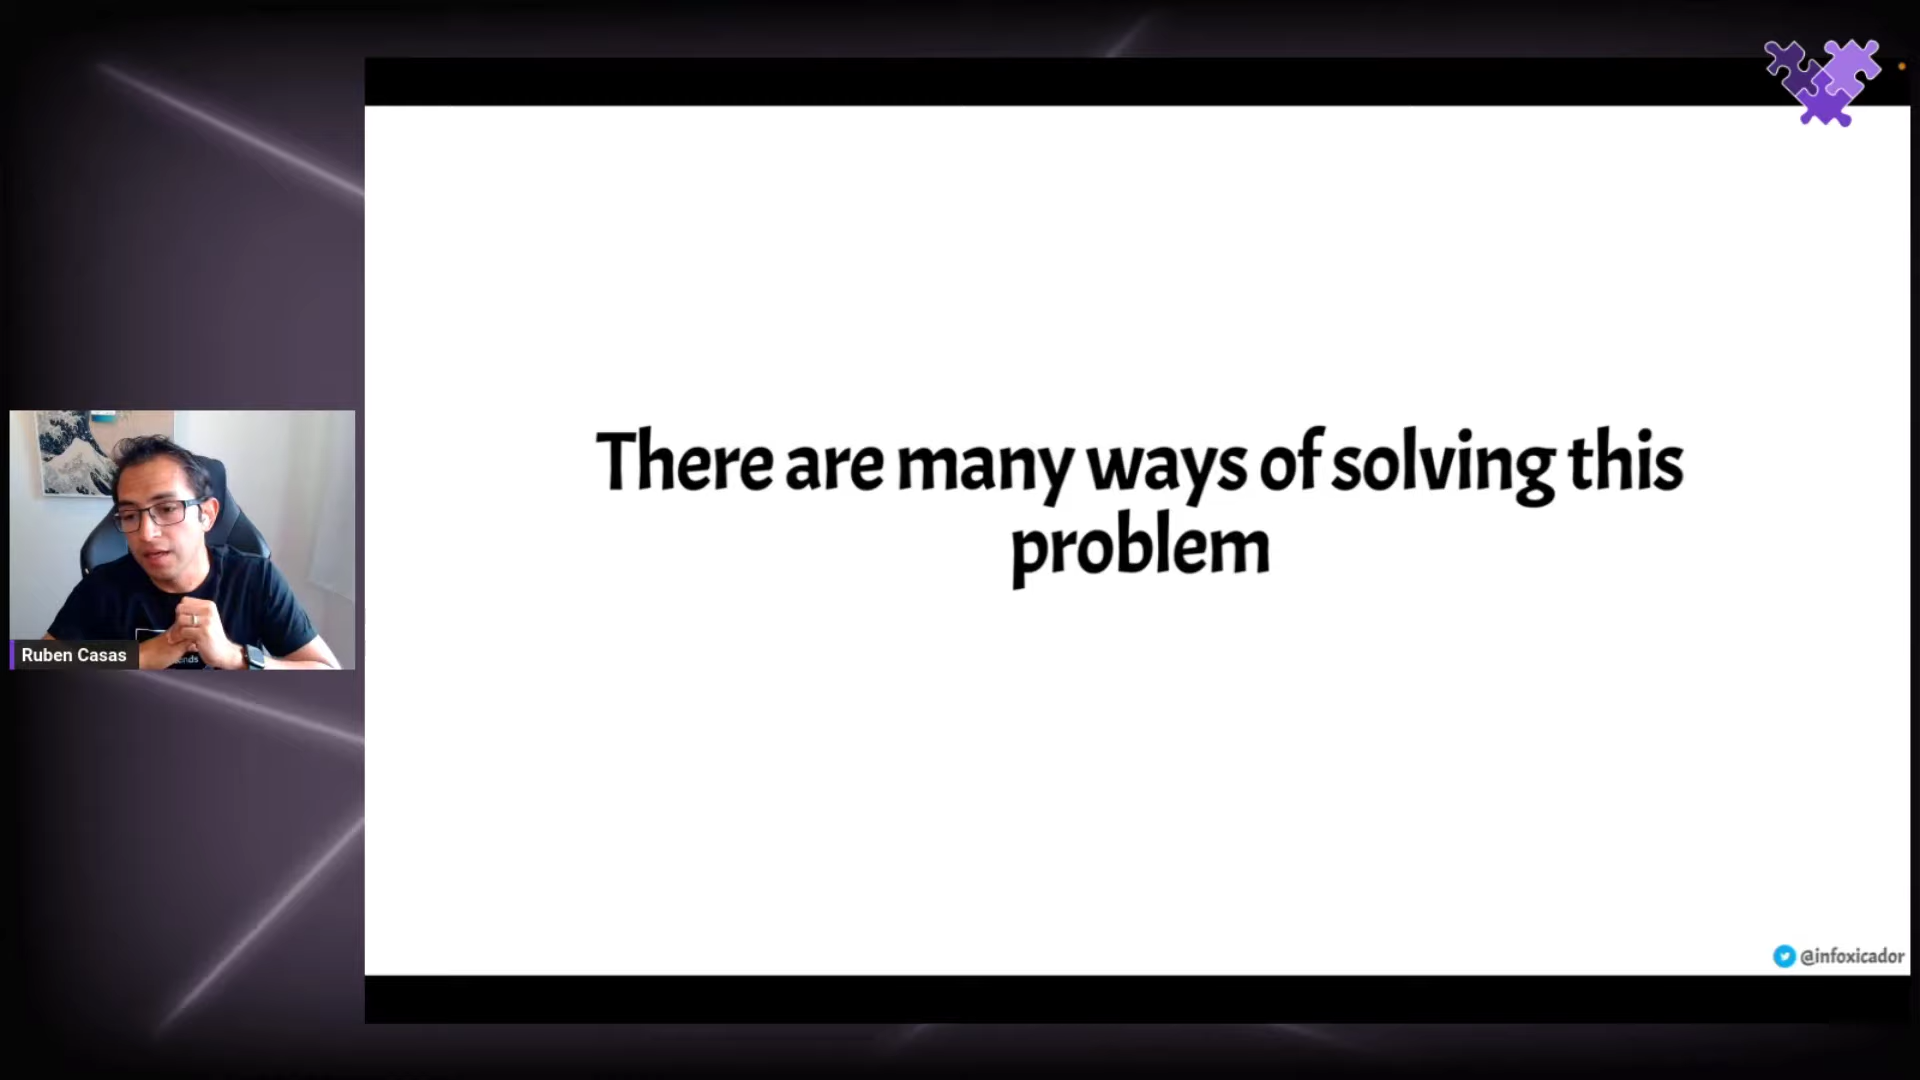 There are many ways of solving this
problem
Ruben Casas
@infoxicador